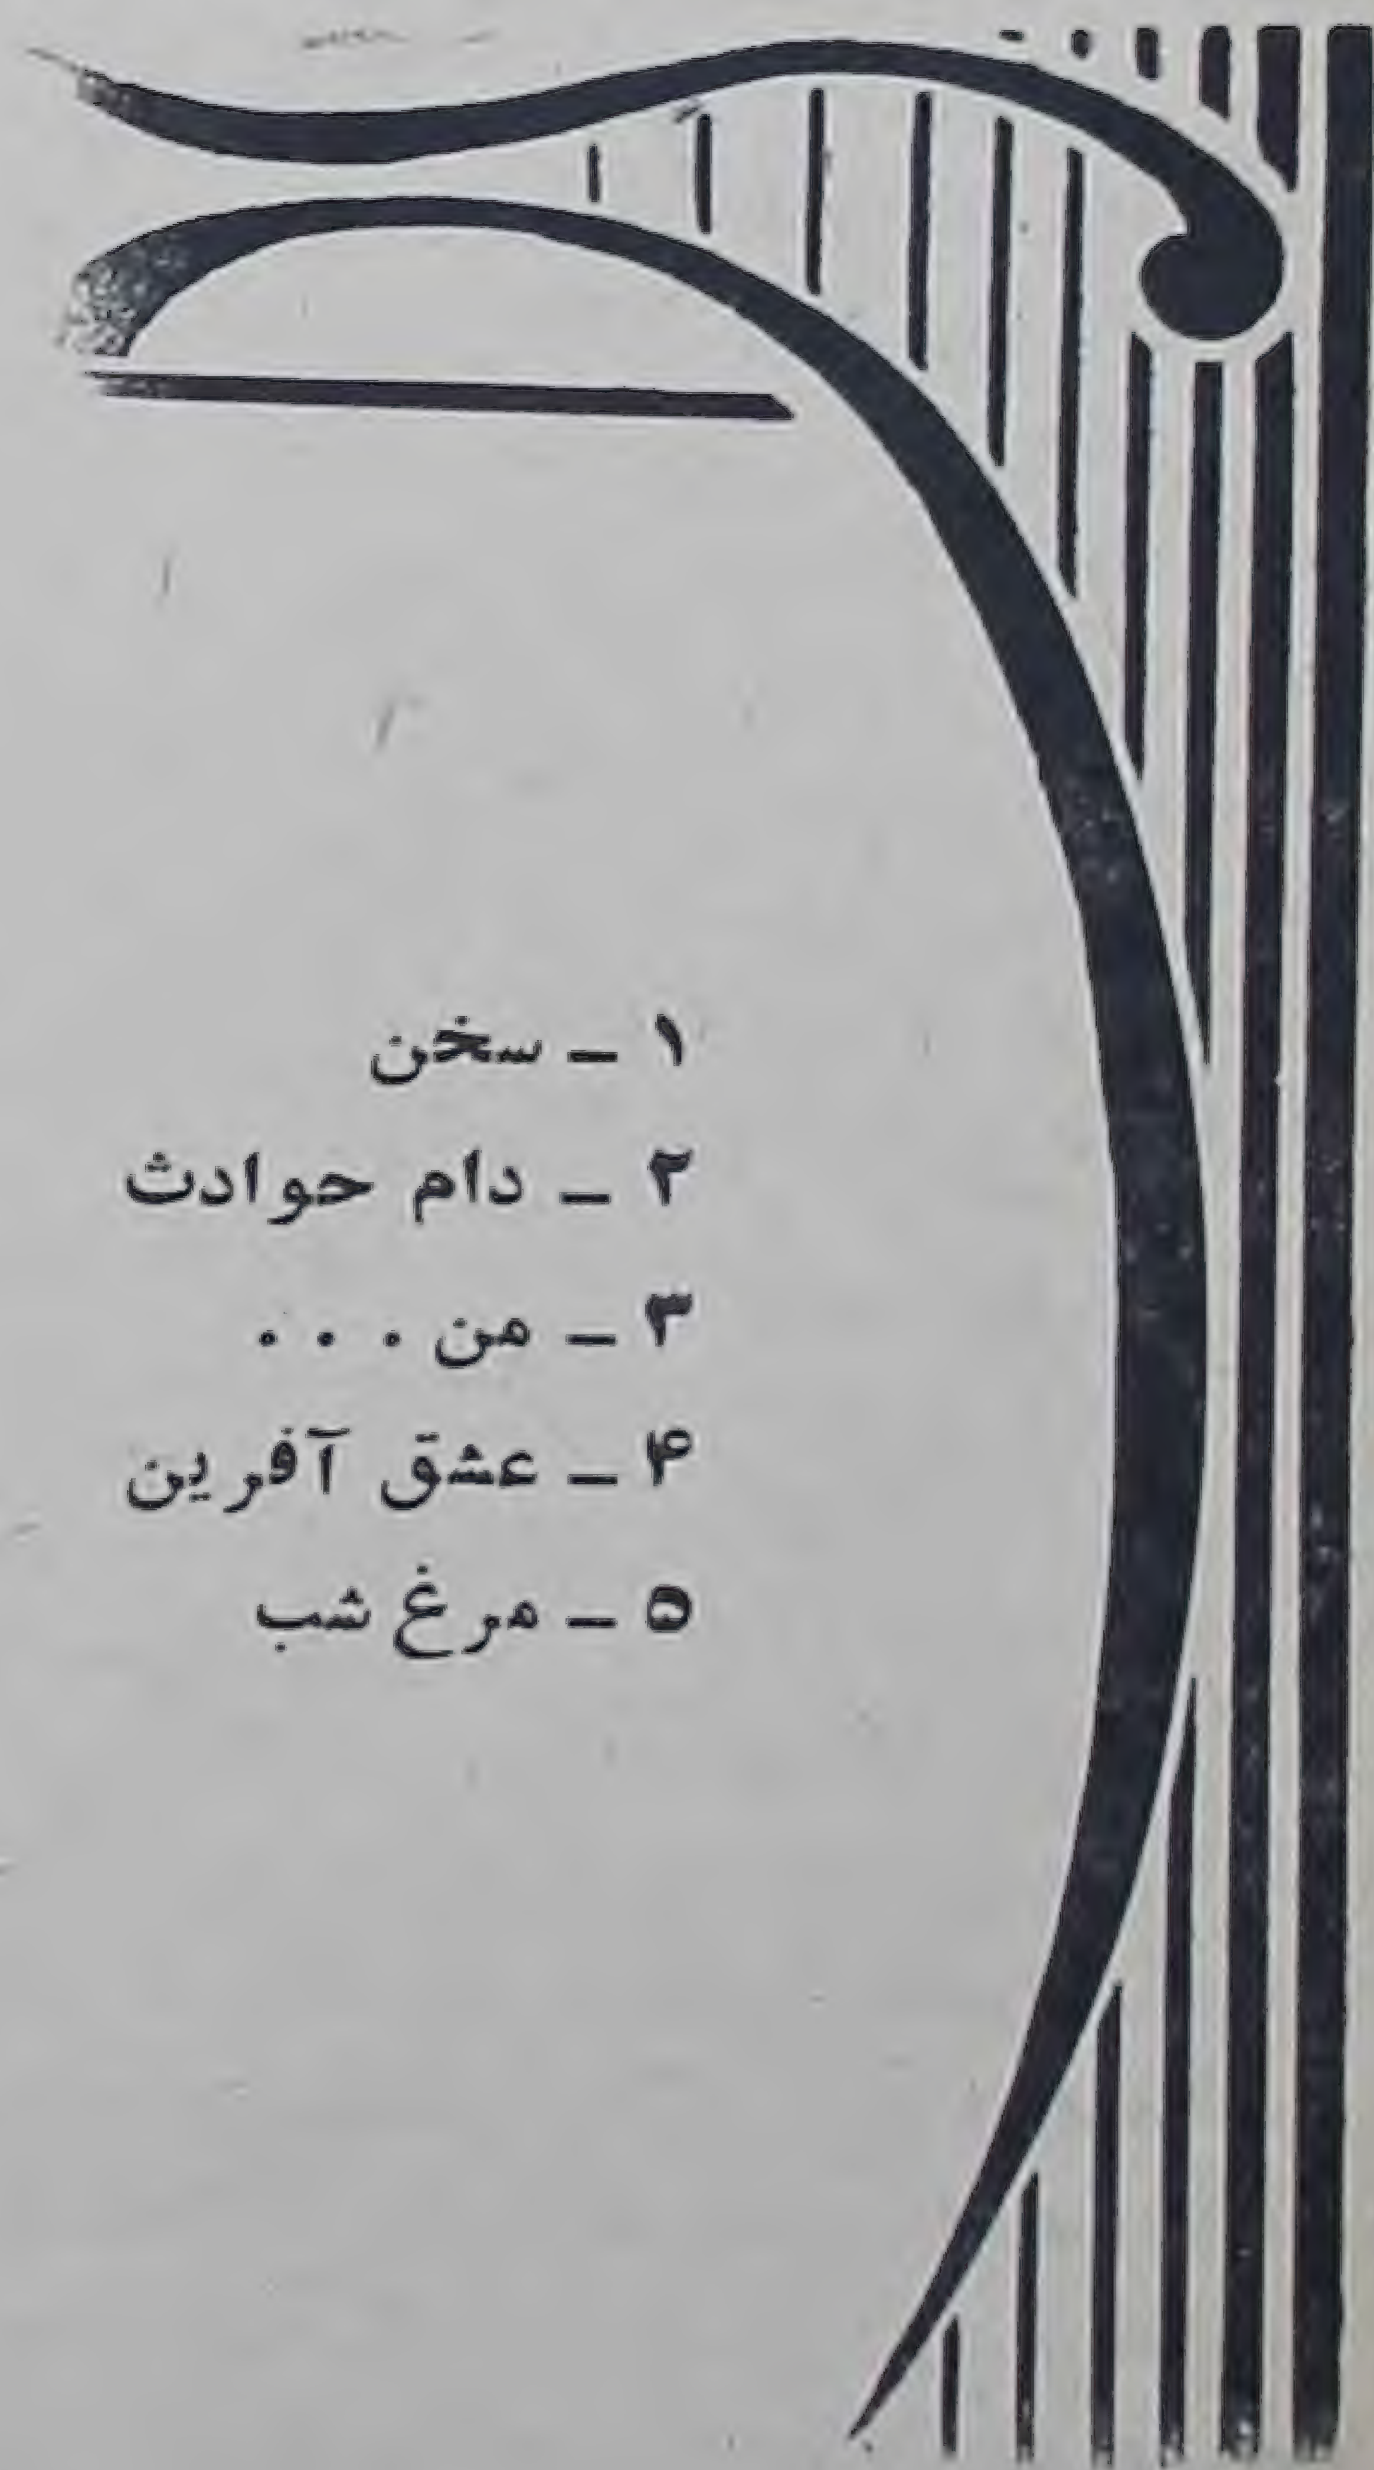 ۱ - سخن
۲ - دام حوادث
۳ - من . . .
۴ - عشق آفرین
۵ - مرغ شب